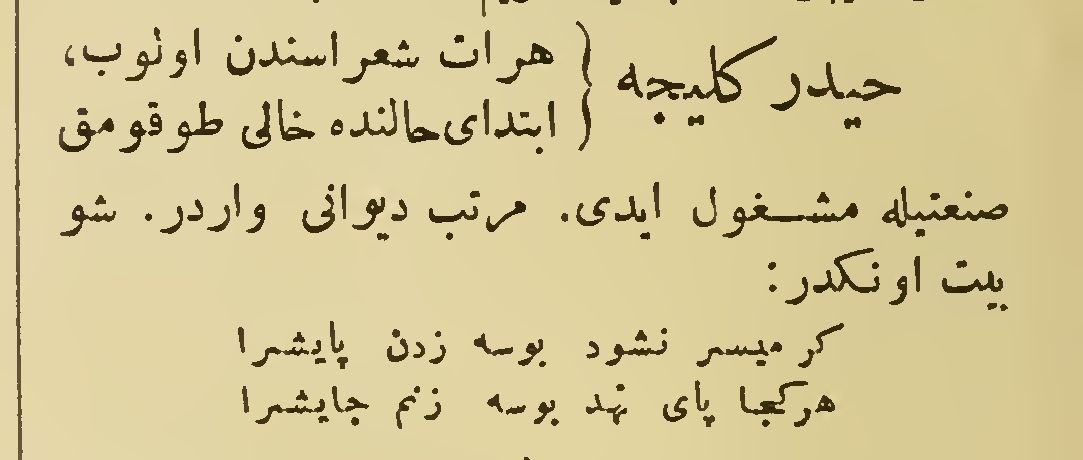 حیدر کلیجه { هرات شعراسندن اولوب،
ابتدای حالنده خالی طوقومق
صنعتیله مشغول ایدی. مرتب دیوانی واردر. شو
بیت اونکدر:
کر میسر نشود بوسه زدن پایشرا
هرکجا پای نهد بوسه زنم جایشرا